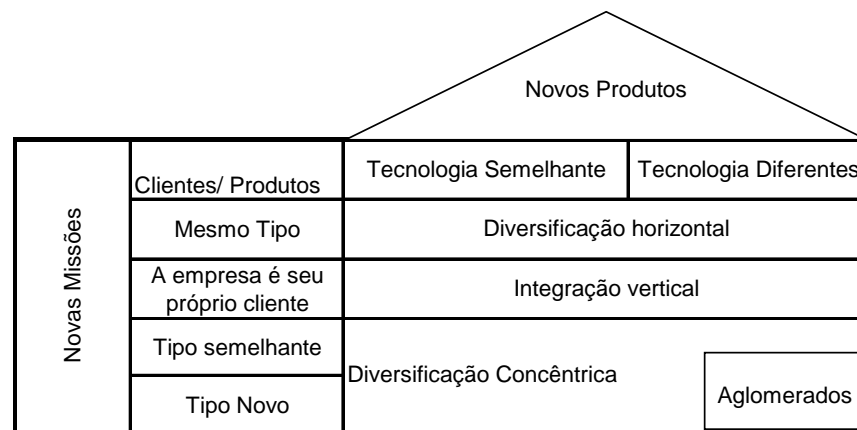 Novos Produtos
Clientes/ Produtos
Tecnologia Semelhante
Tecnologia Diferentes
Novas Missões
Mesmo Tipo
Diversificação horizontal
A empresa é seu
próprio cliente
Integração vertical
Tipo semelhante
Diversificação Concêntrica
Aglomerados
Tipo Novo